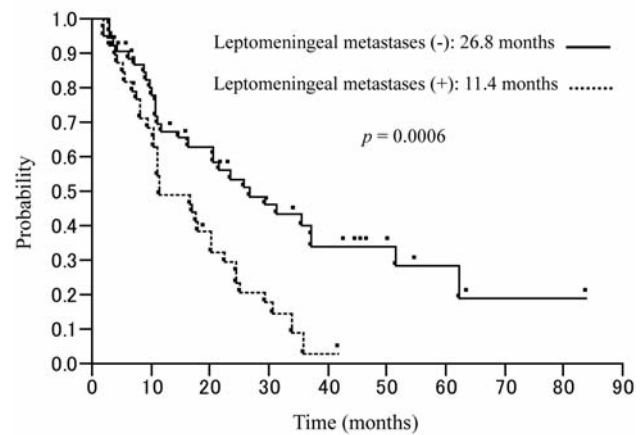 1.0
0.9
0.8
0.7
0.6
0.5
0.4
0.3
0.2
0.1
0.0
Probability
Leptomeningeal metastases (-): 26.8 months
Leptomeningeal metastases (+): 11.4 months
p = 0.0006
0 10 20 30 40 50 60 70 80 90
Time (months)